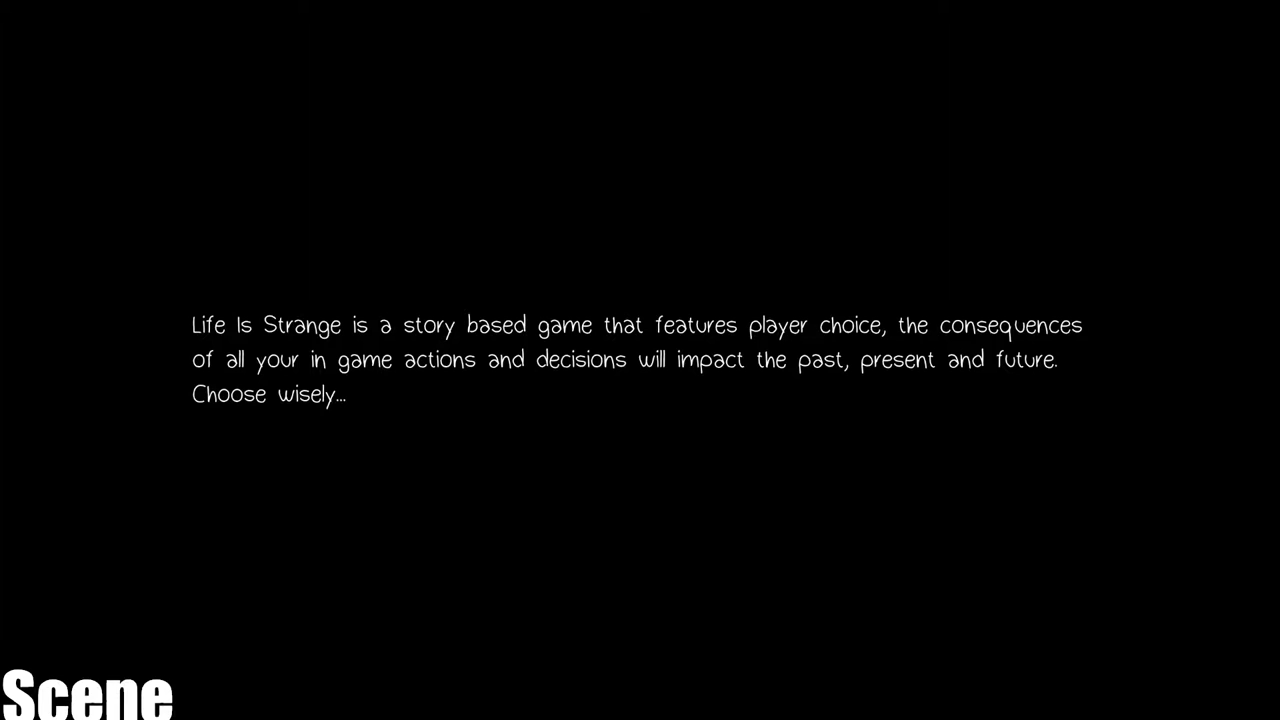 Life Is Strange is a story based game that features player choice, the consequences
of all your in game actions and decisions will impact the past, present and future.
Choose wisely...
Scene